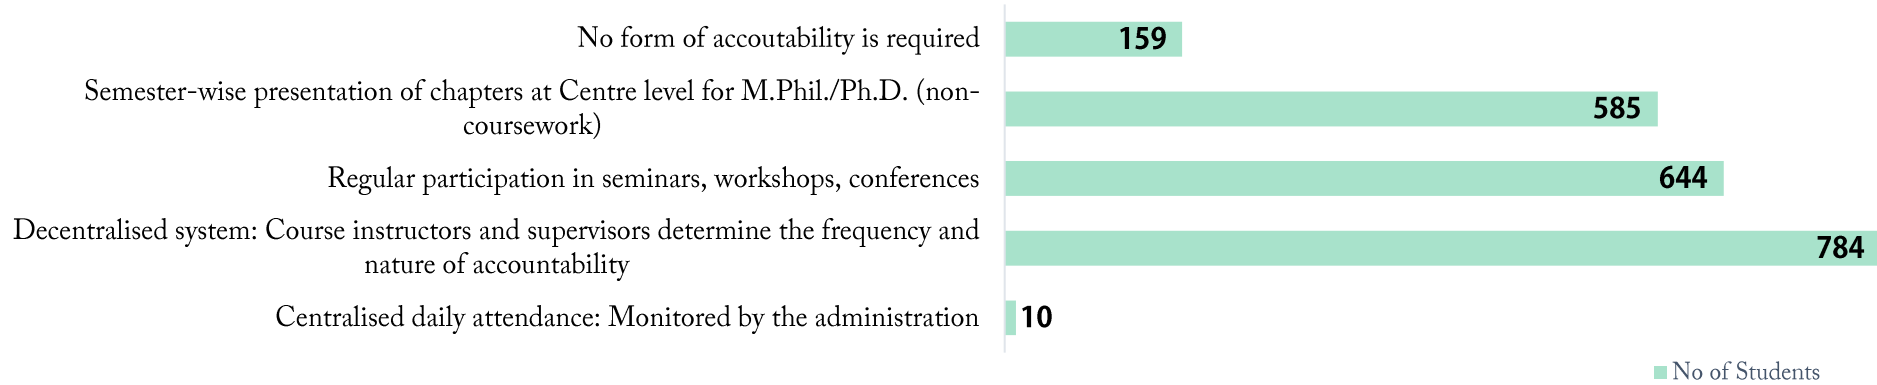 No form of accoutability is required
159
Semester-wise presentation of chapters at Centre level for M.Phil./Ph.D. (non-
coursework)
585
Regular participation in seminars, workshops, conferences
644
Decentralised system: Course instructors and supervisors determine the frequency and
nature of accountability
784
Centralised daily attendance: Monitored by the administration
10
No of Students